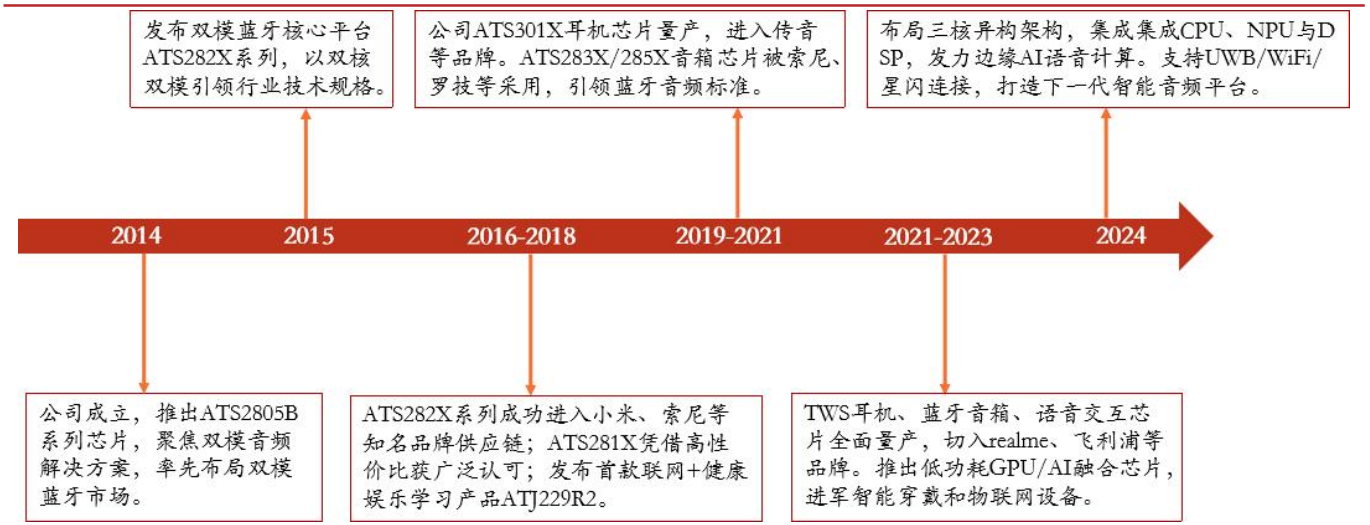 发布双模蓝牙核心平台
ATS282X系列，以双核
双模引领行业技术规格。
公司ATS301X耳机芯片量产，进入传音
等品牌。ATS283X/285X音箱芯片被索尼、
罗技等采用，引领蓝牙音频标准。
布局三核异构架构，集成集成CPU、NPU与D
SP，发力边缘AI语音计算。支持UWB/WiFi/
星闪连接，打造下一代智能音频平台。
2014
2015
2016-2018
2019-2021
2021-2023
2024
公司成立，推出ATS2805B
系列芯片，聚焦双模音频
解决方案，率先布局双模
蓝牙市场。
ATS282X系列成功进入小米、索尼等
知名品牌供应链；ATS281X凭借高性
价比获广泛认可；发布首款联网+健康
娱乐学习产品ATJ229R2。
TWS耳机、蓝牙音箱、语音交互芯
片全面量产，切入realme、飞利浦等
品牌。推出低功耗GPU/AI融合芯片，
进军智能穿戴和物联网设备。